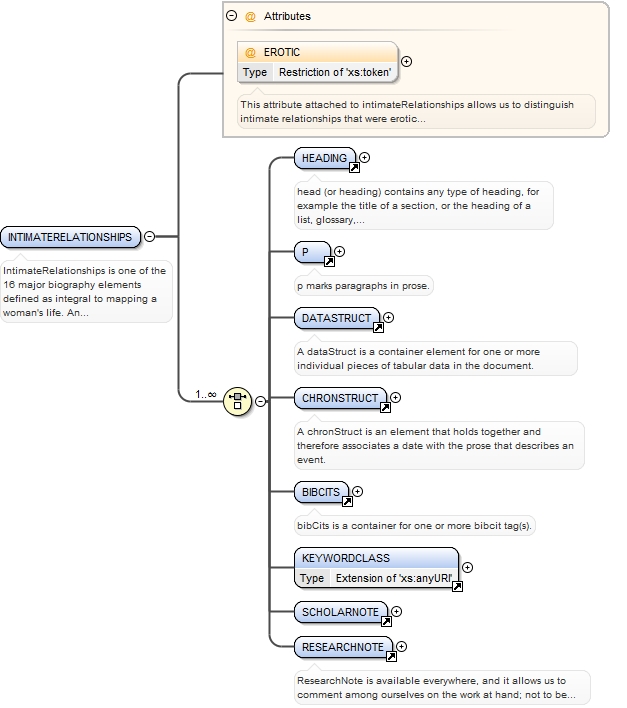 @ Attributes
@ EROTIC
Type Restriction of 'xs:token'
This attribute attached to intimateRelationships allows us to distinguish
intimate relationships that were erotic...
HEADING
head (or heading) contains any type of heading, for
example the title of a section, or the heading of a
list, glossary,...
INTIMATERELATIONSHIPS
IntimateRelationships is one of the
16 major biography elements
defined as integral to mapping a
woman's life. An...
P
p marks paragraphs in prose.
DATASTRUCT
A dataStruct is a container element for one or more
individual pieces of tabular data in the document.
1..∞
CHRONSTRUCT
A chronStruct is an element that holds together and
therefore associates a date with the prose that describes an
event.
BIBCITS
bibCits is a container for one or more bibcit tag(s).
KEYWORDCLASS
Type Extension of 'xs:anyURI'
SCHOLARNOTE
RESEARCHNOTE
ResearchNote is available everywhere, and it allows us to
comment among ourselves on the work at hand; not to be...